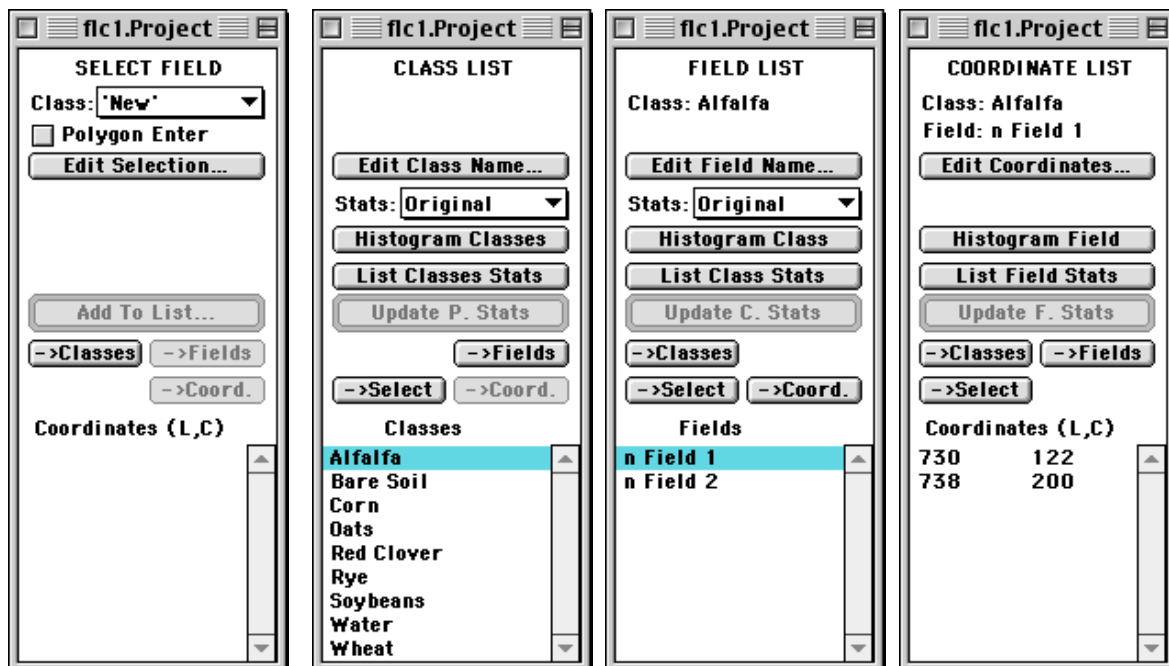 flc1.Project
SELECT FIELD
Class: 'New'
Polygon Enter
Edit Selection...
Add To List...
->Classes ->Fields
->Coord.
Coordinates (L,C)
flc1.Project
CLASS LIST
Edit Class Name...
Stats: Original
Histogram Classes
List Classes Stats
Update P. Stats
->Fields
->Select ->Coord.
Classes
Alfalfa
Bare Soil
Corn
Oats
Red Clover
Rye
Soybeans
Water
Wheat
flc1.Project
FIELD LIST
Class: Alfalfa
Edit Field Name...
Stats: Original
Histogram Class
List Class Stats
Update C. Stats
->Classes
->Select ->Coord.
Fields
n Field 1
n Field 2
flc1.Project
COORDINATE LIST
Class: Alfalfa
Field: n Field 1
Edit Coordinates...
Histogram Field
List Field Stats
Update F. Stats
->Classes ->Fields
->Select
Coordinates (L,C)
730 122
738 200